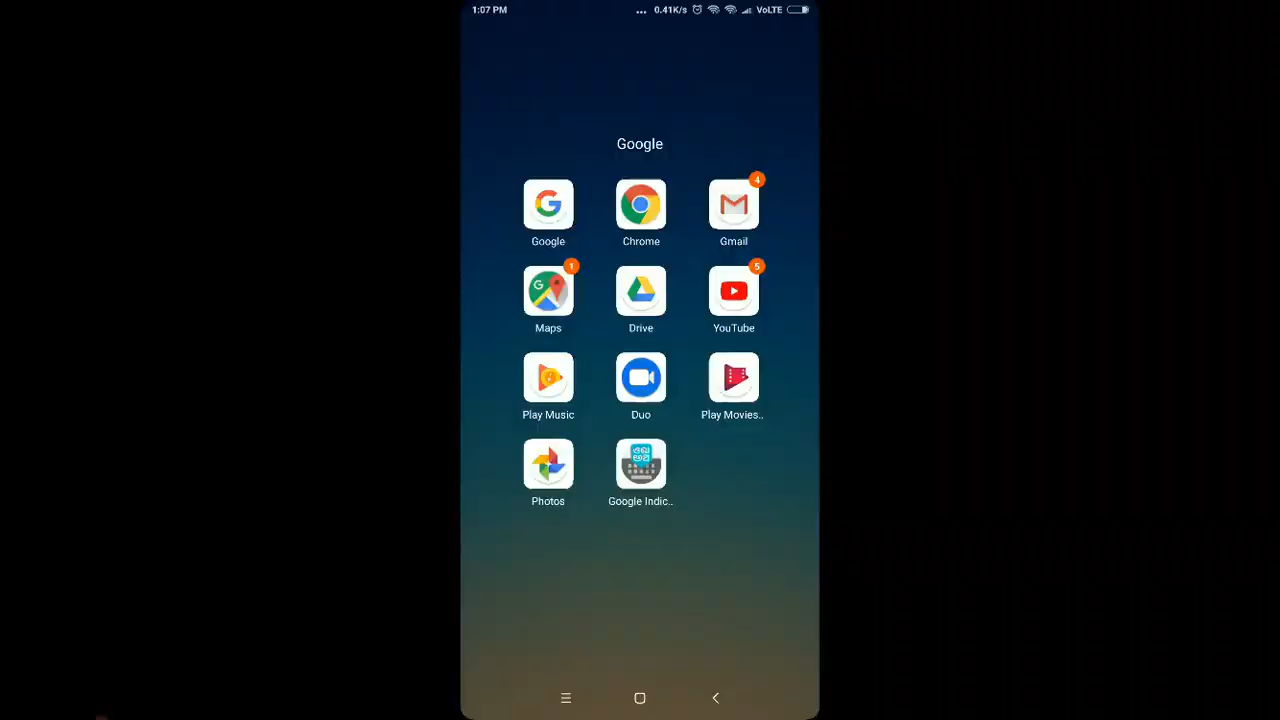 1:07 PM ... 0.41K/s VoLTE
Google
4
Google Chrome Gmail
1 5
Maps Drive YouTube
Play Music Duo Play Movies..
Photos Google Indic..